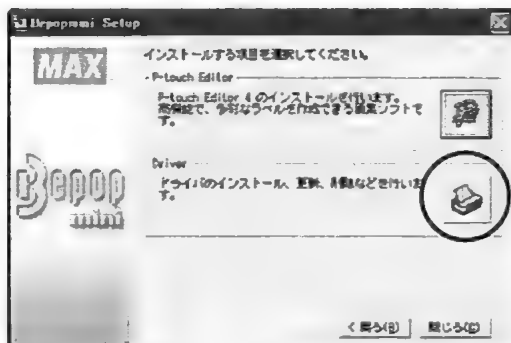 Bepopmini Setup
MAX
Bepop
mini
インストールする項目を選択してください。
P-touch Editor
P-touch Editor 4 のインストールを行います。
高機能で、多彩なラベルを作成できる編集ソフトで
す。
Driver
ドライバのインストール、更新、削除などを行いま
す。
< 戻る(B)
閉じる(C)